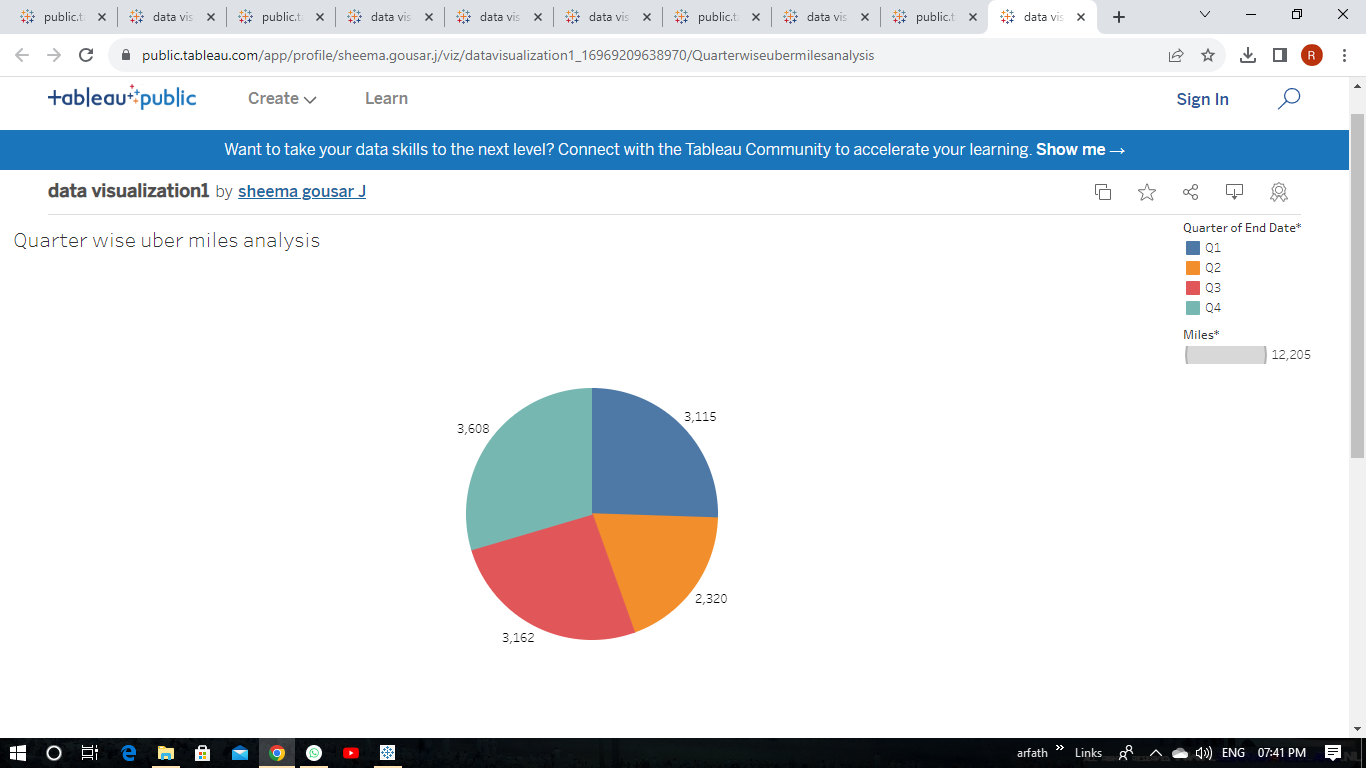 public.t
data vis
public.t
data vis
data vis
data vis
public.t
data vis
public.t
data vis
public.tableau.com/app/profile/sheema.gousar.j/viz/datavisualization1_16969209638970/Quarterwiseubermilesanalysis
R
+ableau+public
Create
Learn
Sign In
Want to take your data skills to the next level? Connect with the Tableau Community to accelerate your learning. Show me →
data visualization1 by sheema gousar J
Quarter wise uber miles analysis
Quarter of End Date*
Q1
Q2
Q3
Q4
Miles*
12,205
3,115
3,608
2,320
3,162
arfath
Links
ENG
07:41 PM